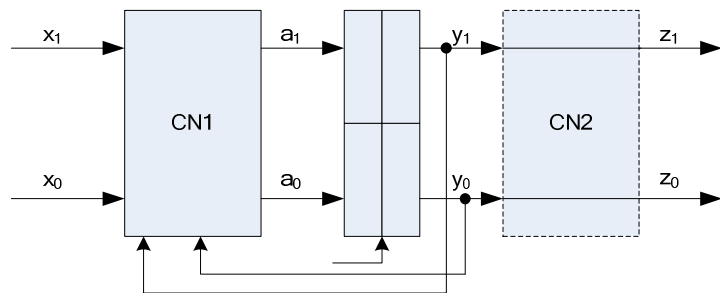 x₁ a₁ y₁ z₁
CN1 CN2
x₀ a₀ y₀ z₀